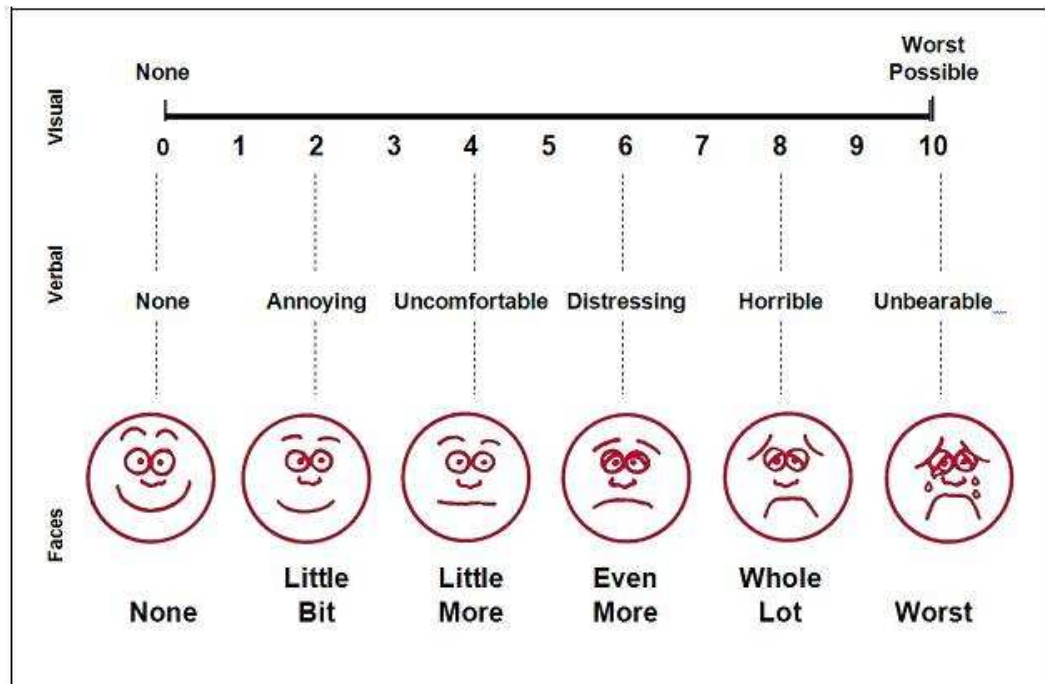 None
Worst
Possible
Visual
0 1 2 3 4 5 6 7 8 9 10
Verbal
None Annoying Uncomfortable Distressing Horrible Unbearable
Faces
None
Little
Bit
Little
More
Even
More
Whole
Lot
Worst